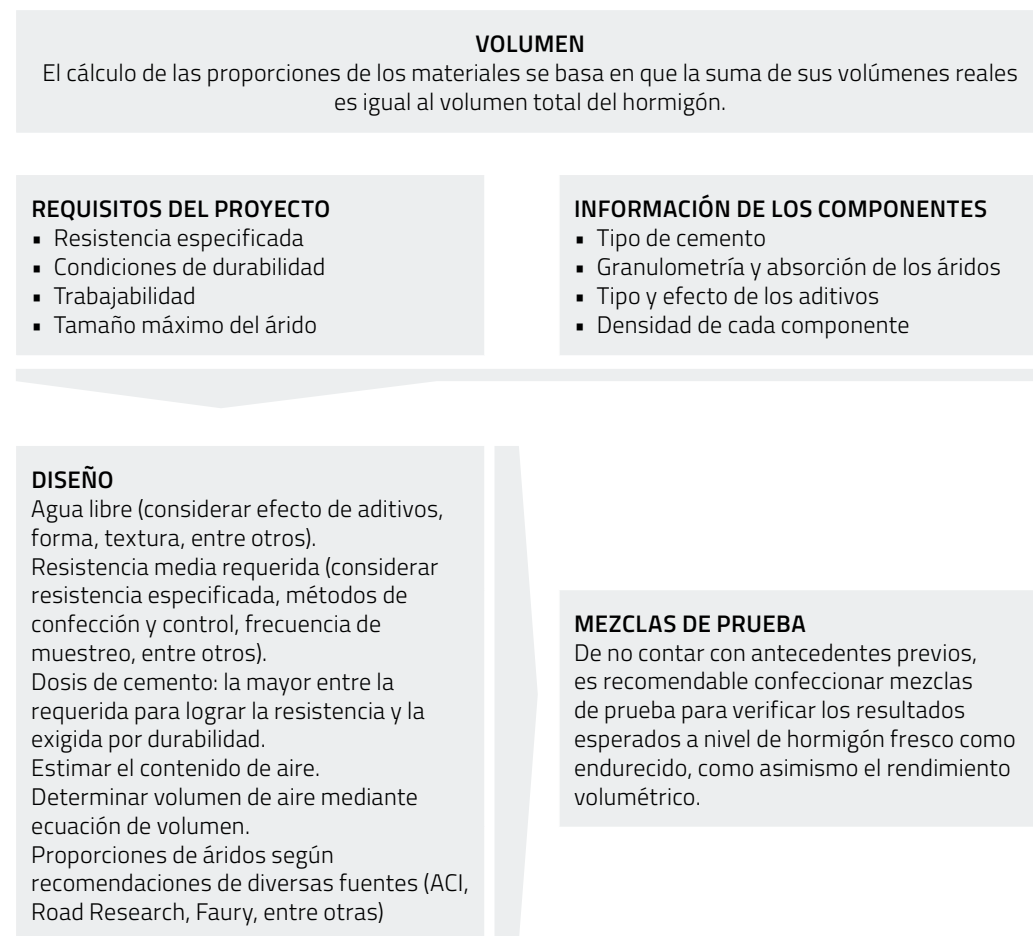 VOLUMEN
El cálculo de las proporciones de los materiales se basa en que la suma de sus volúmenes reales
es igual al volumen total del hormigón.
REQUISITOS DEL PROYECTO
▪ Resistencia especificada
▪ Condiciones de durabilidad
▪ Trabajabilidad
▪ Tamaño máximo del árido
INFORMACIÓN DE LOS COMPONENTES
▪ Tipo de cemento
▪ Granulometría y absorción de los áridos
▪ Tipo y efecto de los aditivos
▪ Densidad de cada componente
DISEÑO
Agua libre (considerar efecto de aditivos,
forma, textura, entre otros).
Resistencia media requerida (considerar
resistencia especificada, métodos de
confección y control, frecuencia de
muestreo, entre otros).
Dosis de cemento: la mayor entre la
requerida para lograr la resistencia y la
exigida por durabilidad.
Estimar el contenido de aire.
Determinar volumen de aire mediante
ecuación de volumen.
Proporciones de áridos según
recomendaciones de diversas fuentes (ACI,
Road Research, Faury, entre otras)
MEZCLAS DE PRUEBA
De no contar con antecedentes previos,
es recomendable confeccionar mezclas
de prueba para verificar los resultados
esperados a nivel de hormigón fresco como
endurecido, como asimismo el rendimiento
volumétrico.